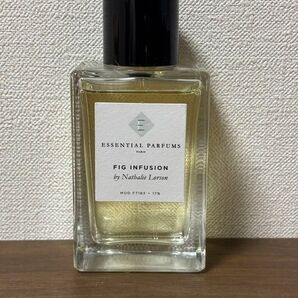 E
ESSENTIAL PARFUMS
PARIS
FIG INFUSION
by Nathalie Lorson